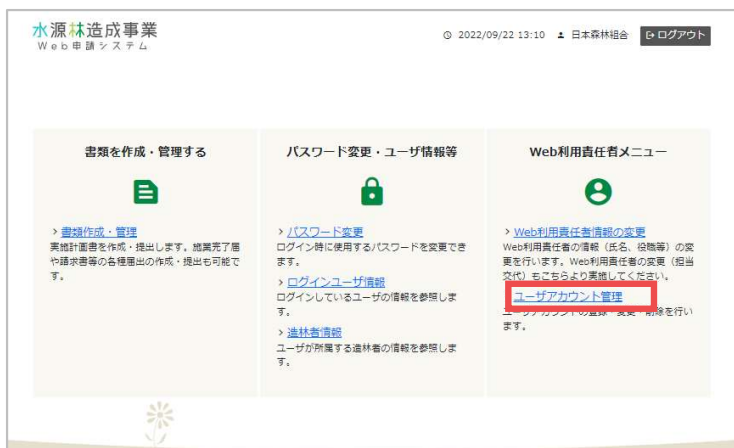 水源林造成事業
Web申請システム
2022/09/22 13:10 日本森林組合 ログアウト
書類を作成・管理する
> 書類作成・管理
実施計画書を作成・提出します。施業完了届
や請求書等の各種届出の作成・提出も可能で
す。
パスワード変更・ユーザ情報等
> パスワード変更
ログイン時に使用するパスワードを変更でき
ます。
> ログインユーザ情報
ログインしているユーザの情報を参照しま
す。
> 造林者情報
ユーザが所属する造林者の情報を参照しま
す。
Web利用責任者メニュー
> Web利用責任者情報の変更
Web利用責任者の情報（氏名、役職等）の変
更を行います。Web利用責任者の変更（担当
交代）もこちらより実施してください。
ユーザアカウント管理
ユーザアカウントの登録・変更・削除を行い
ます。